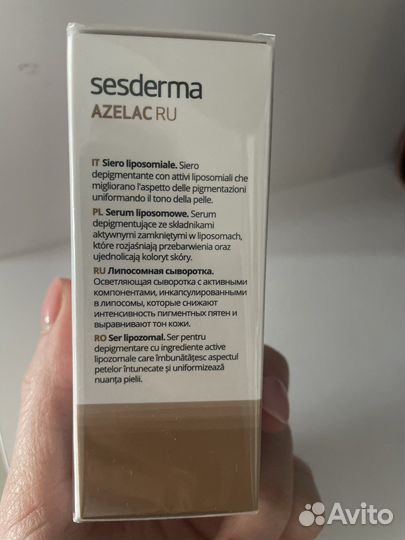 sesderma
AZELAC RU
IT Siero liposomiale. Siero
depigmentante con attivi liposomiali che
migliorano l'aspetto delle pigmentazioni
uniformando il tono della pelle.
PL Serum liposomowe. Serum
depigmentujące ze składnikami
aktywnymi zamkniętymi w liposomach,
które rozjaśniają przebarwienia oraz
ujednolicają koloryt skóry.
RU Липосомная сыворотка.
Осветляющая сыворотка с активными
компонентами, инкапсулированными
в липосомы, которые снижают
интенсивность пигментных пятен и
выравнивают тон кожи.
RO Ser lipozomal. Ser pentru
depigmentare cu ingrediente active
lipozomale care îmbunătățesc aspectul
petelor întunecate și uniformizează
nuanța pielii.
Avito